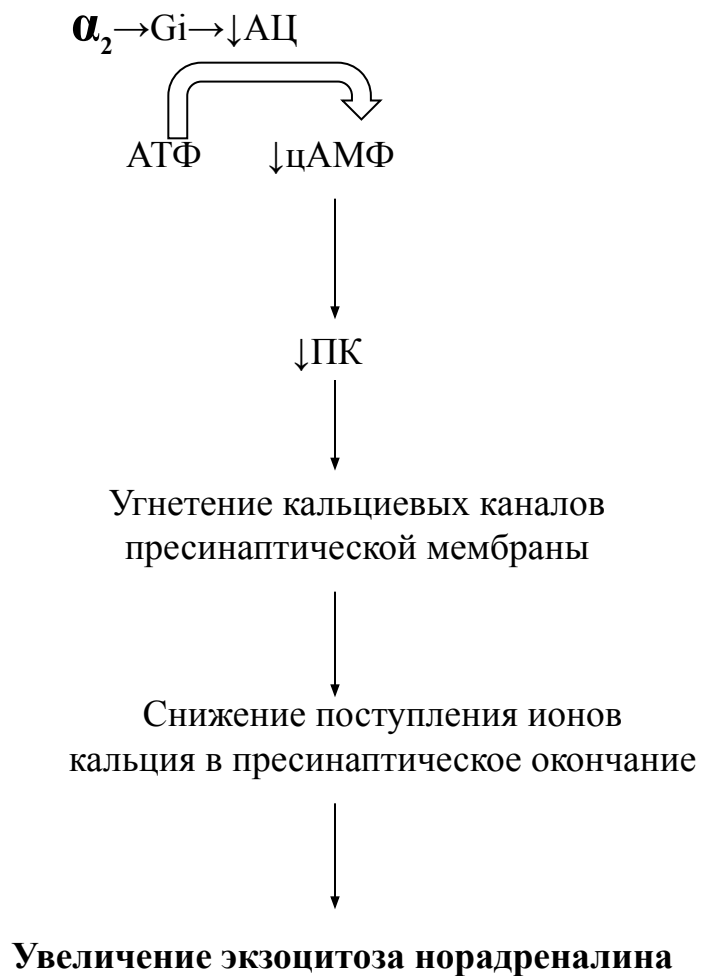 α₂→Gi→↓АЦ
АТФ ↓цАМФ
↓ПК
Угнетение кальциевых каналов
пресинаптической мембраны
Снижение поступления ионов
кальция в пресинаптическое окончание
Увеличение экзоцитоза норадреналина